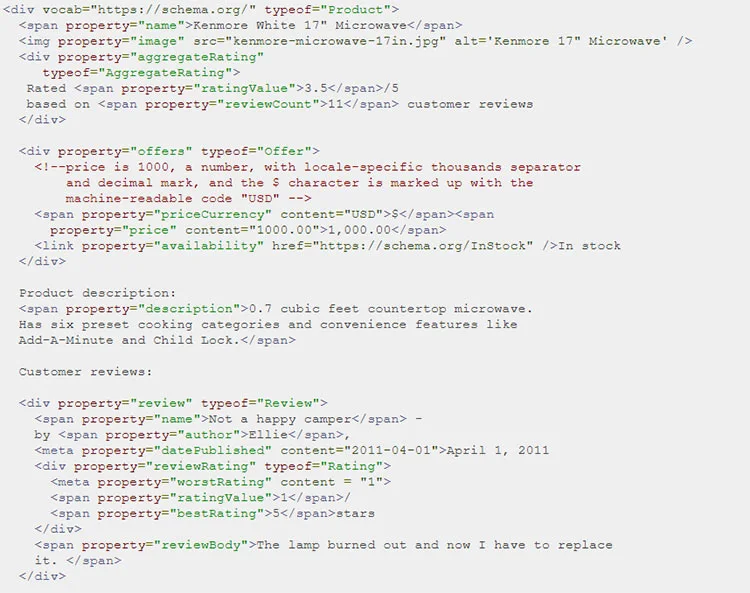 <div vocab="https://schema.org/" typeof="Product">
<span property="name">Kenmore White 17" Microwave</span>
<img property="image" src="kenmore-microwave-17in.jpg" alt='Kenmore 17" Microwave' />
<div property="aggregateRating"
typeof="AggregateRating">
Rated <span property="ratingValue">3.5</span>/5
based on <span property="reviewCount">11</span> customer reviews
</div>
<div property="offers" typeof="Offer">
<!--price is 1000, a number, with locale-specific thousands separator
and decimal mark, and the $ character is marked up with the
machine-readable code "USD" -->
<span property="priceCurrency" content="USD">$</span><span
property="price" content="1000.00">1,000.00</span>
<link property="availability" href="https://schema.org/InStock" />In stock
</div>
Product description:
<span property="description">0.7 cubic feet countertop microwave.
Has six preset cooking categories and convenience features like
Add-A-Minute and Child Lock.</span>
Customer reviews:
<div property="review" typeof="Review">
<span property="name">Not a happy camper</span> -
by <span property="author">Ellie</span>,
<meta property="datePublished" content="2011-04-01">April 1, 2011
<div property="reviewRating" typeof="Rating">
<meta property="worstRating" content = "1">
<span property="ratingValue">1</span>/
<span property="bestRating">5</span>stars
</div>
<span property="reviewBody">The lamp burned out and now I have to replace
it. </span>
</div>